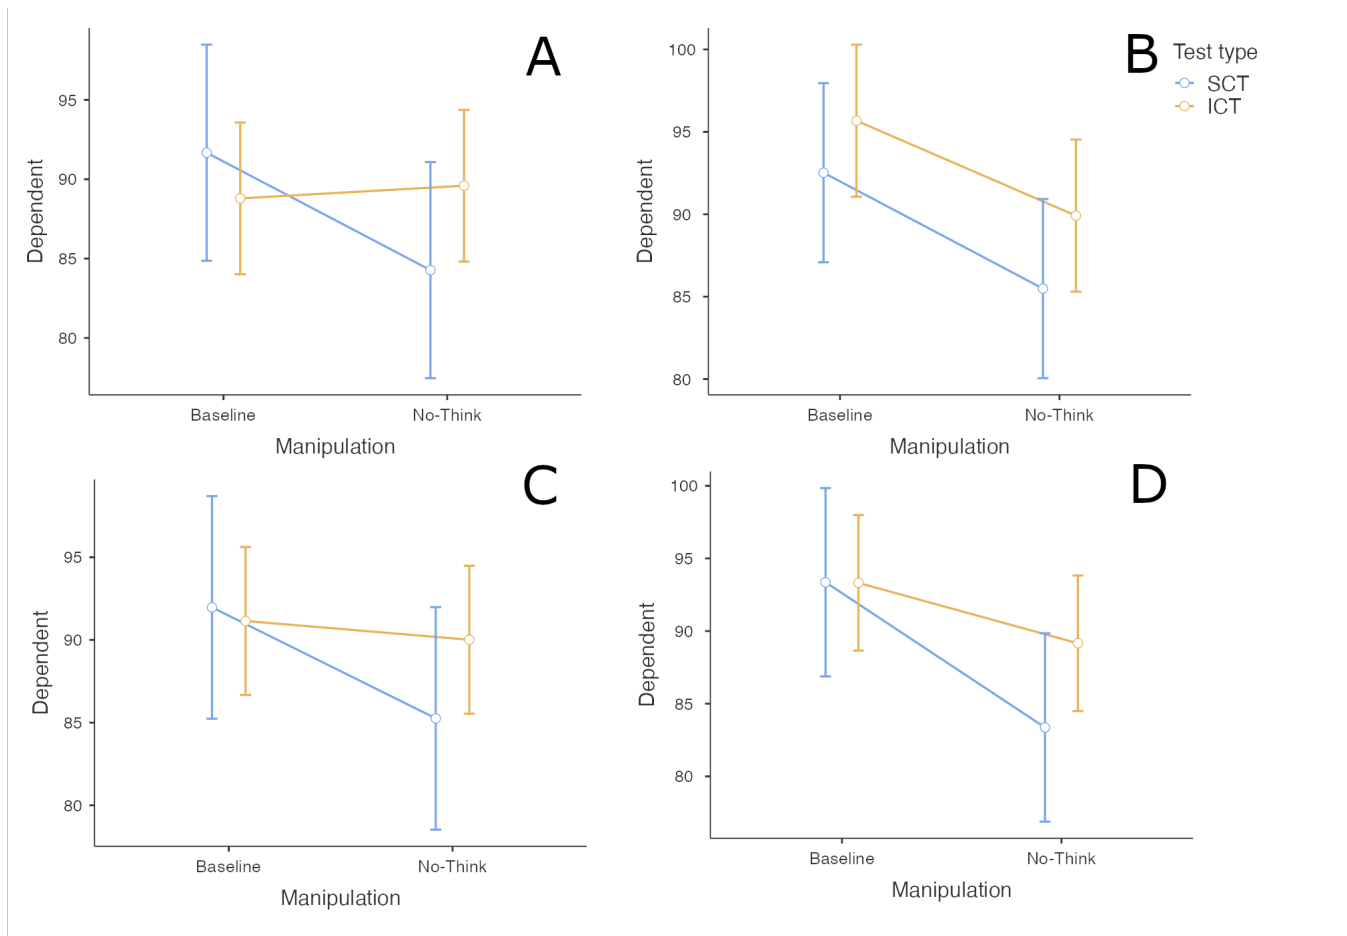 A
95
90
85
80
Dependent
Baseline No-Think
Manipulation
B
Test type
SCT
ICT
100
95
90
85
80
Dependent
Baseline No-Think
Manipulation
C
95
90
85
80
Dependent
Baseline No-Think
Manipulation
D
100
95
90
85
80
Dependent
Baseline No-Think
Manipulation